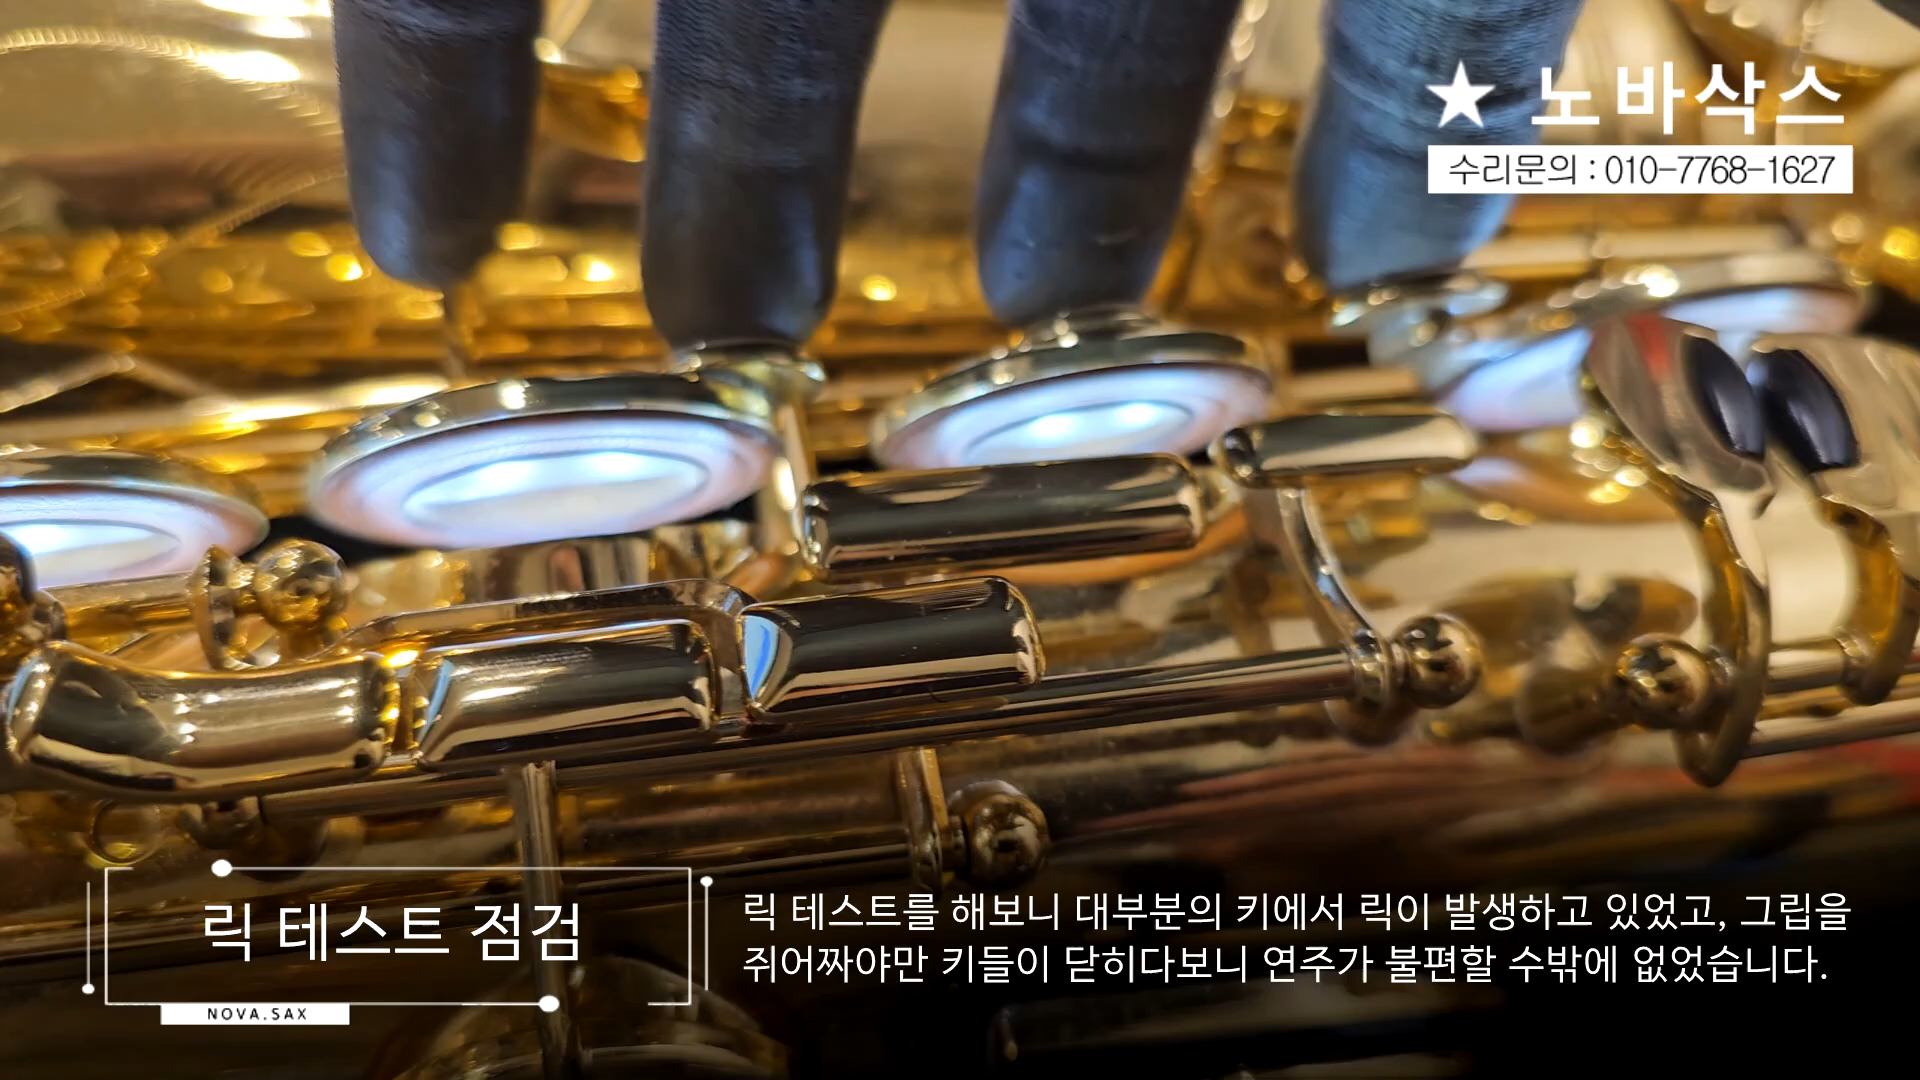 ★ 노바삭스
수리문의 : 010-7768-1627
릭 테스트 점검
NOVA.SAX
릭 테스트를 해보니 대부분의 키에서 릭이 발생하고 있었고, 그립을
쥐어짜야만 키들이 닫히다보니 연주가 불편할 수밖에 없었습니다.